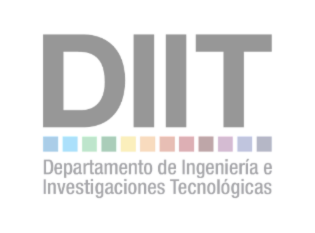 DIIT
Departamento de Ingeniería e
Investigaciones Tecnológicas